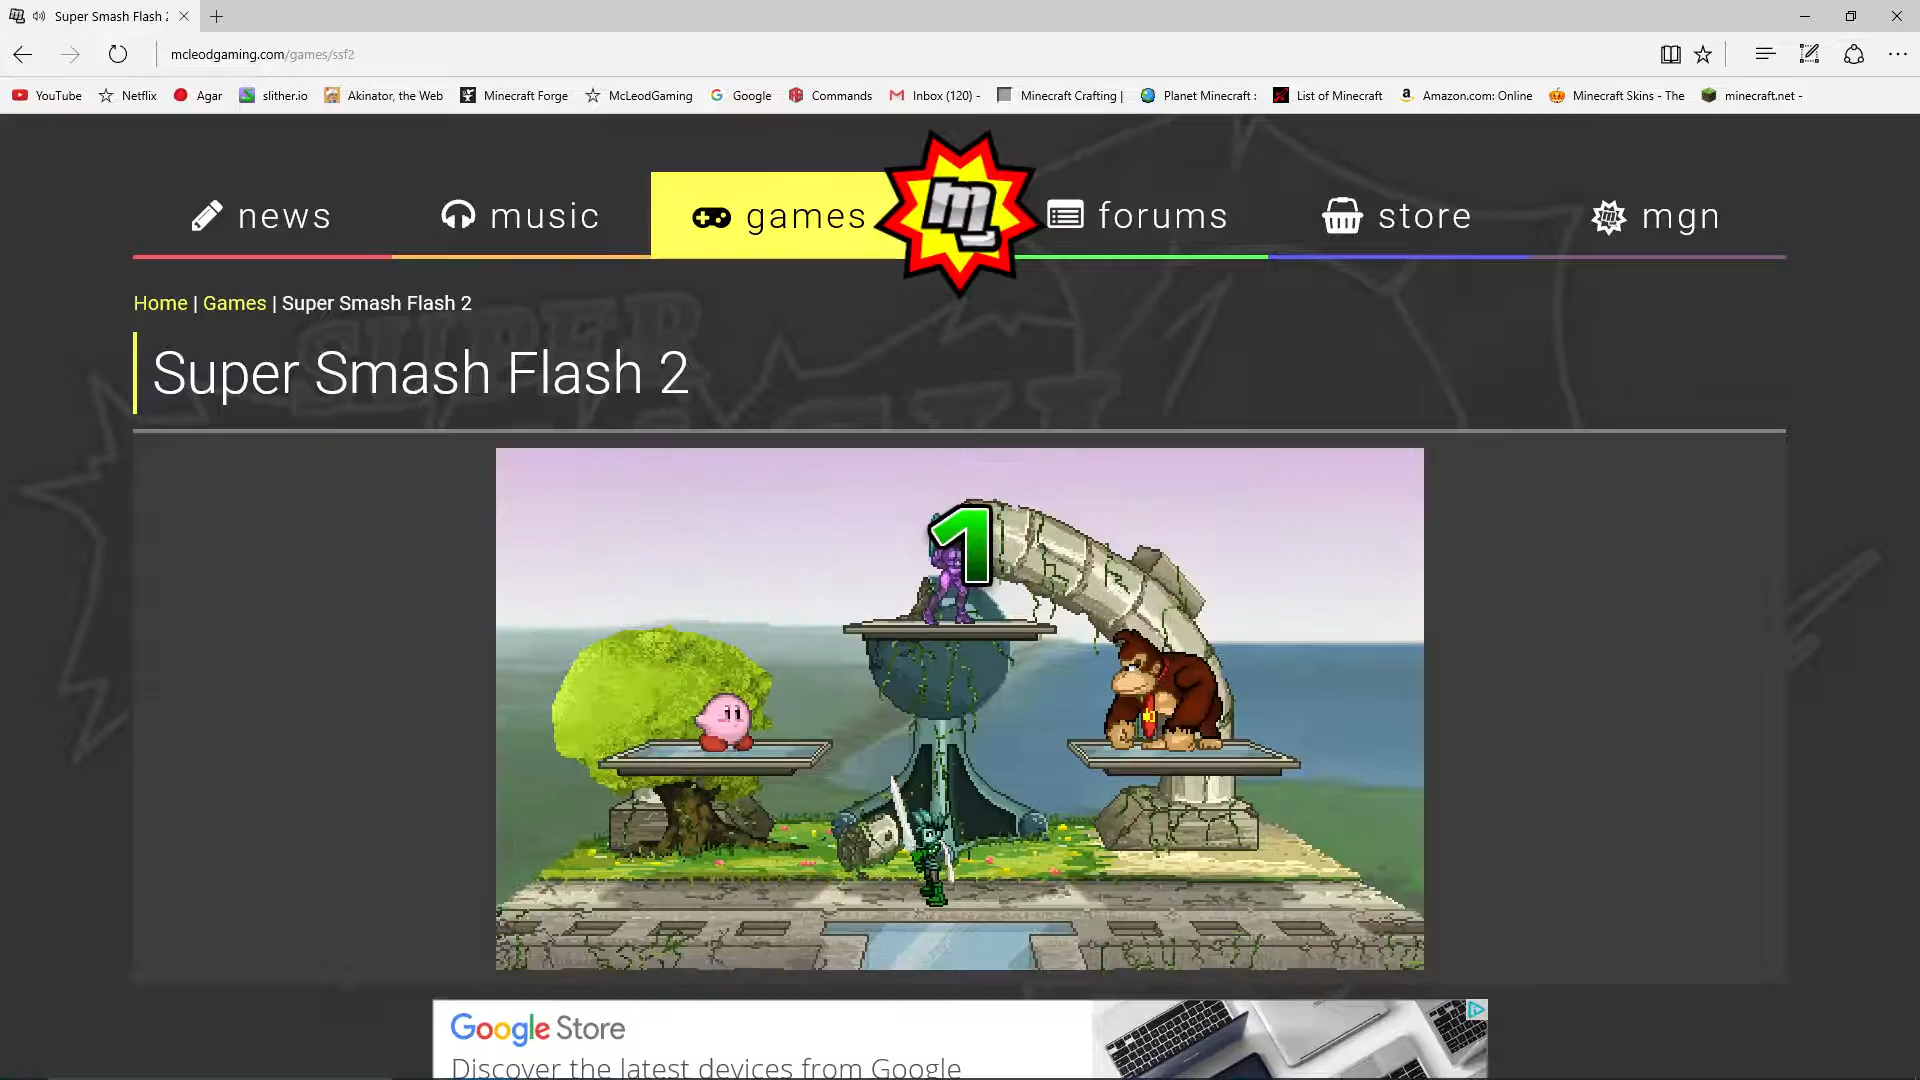 Super Smash Flash 2
mcleodgaming.com/games/ssf2
YouTube Netflix Agar slither.io Akinator, the Web Minecraft Forge McLeodGaming Google Commands Inbox (120) - Minecraft Crafting | Planet Minecraft : List of Minecraft Amazon.com: Online Minecraft Skins - The minecraft.net -
news music games m forums store mgn
Home | Games | Super Smash Flash 2
Super Smash Flash 2
1
Google Store
Discover the latest devices from Google